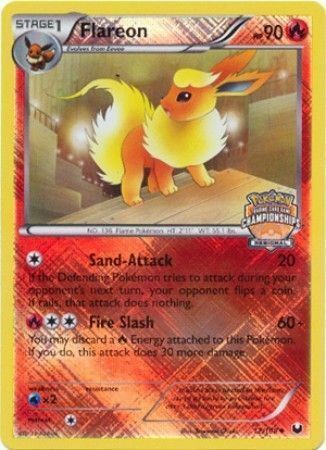 STAGE 1
Flareon
HP 90
Evolves from Eevee
Pokémon
TRADING CARD GAME
CHAMPIONSHIPS
REGIONAL
NO. 136 Flame Pokémon HT: 2'11" WT: 55.1 lbs.
Sand-Attack 20
If the Defending Pokémon tries to attack during your
opponent's next turn, your opponent flips a coin.
If tails, that attack does nothing.
Fire Slash 60+
You may discard a Energy attached to this Pokémon.
If you do, this attack does 30 more damage.
weakness
resistance
×2
retreat